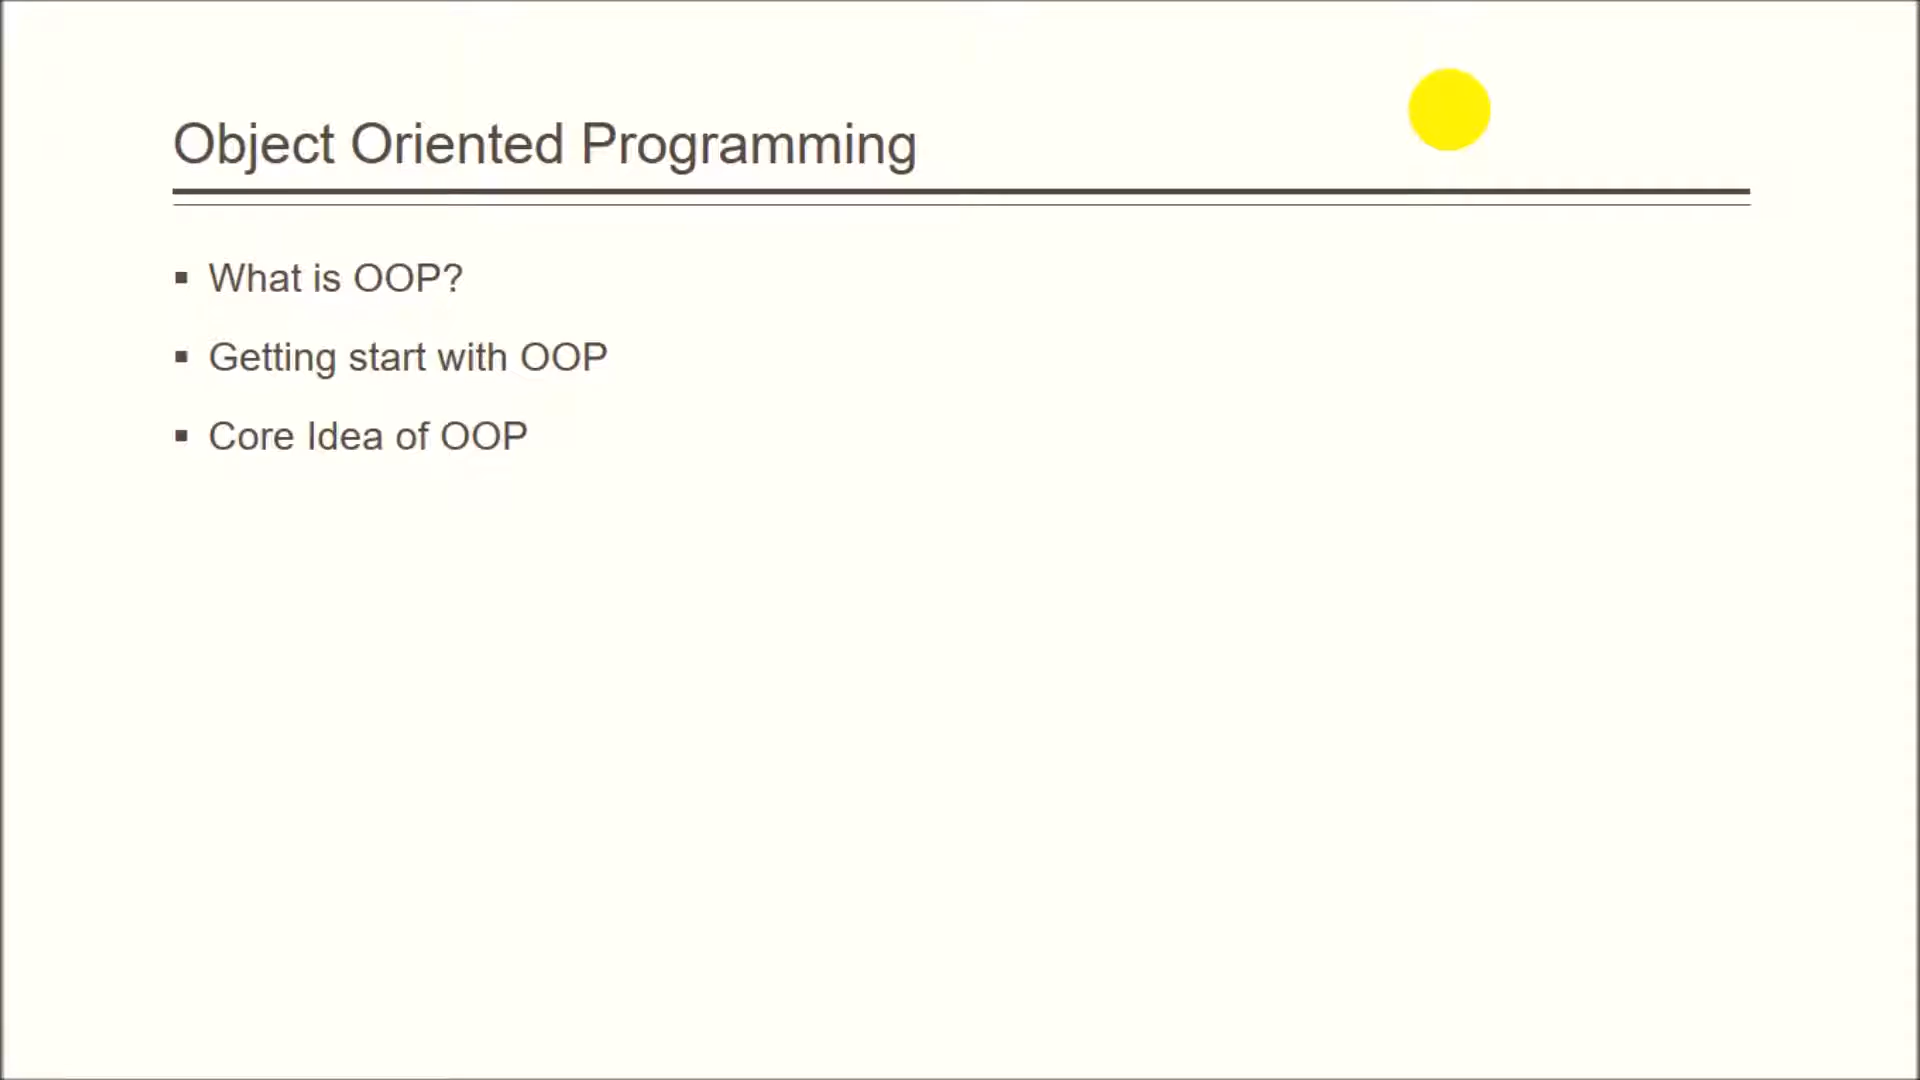 Object Oriented Programming
▪ What is OOP?
▪ Getting start with OOP
▪ Core Idea of OOP